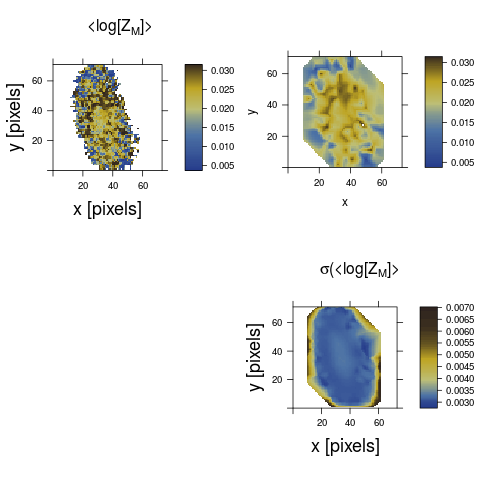 <log[Z_M]>
60
40
20
20 40 60
x [pixels]
y [pixels]
0.030
0.025
0.020
0.015
0.010
0.005
60
40
20
20 40 60
x
y
0.030
0.025
0.020
0.015
0.010
0.005
σ(<log[Z_M]>
60
40
20
20 40 60
x [pixels]
y [pixels]
0.0070
0.0065
0.0060
0.0055
0.0050
0.0045
0.0040
0.0035
0.0030